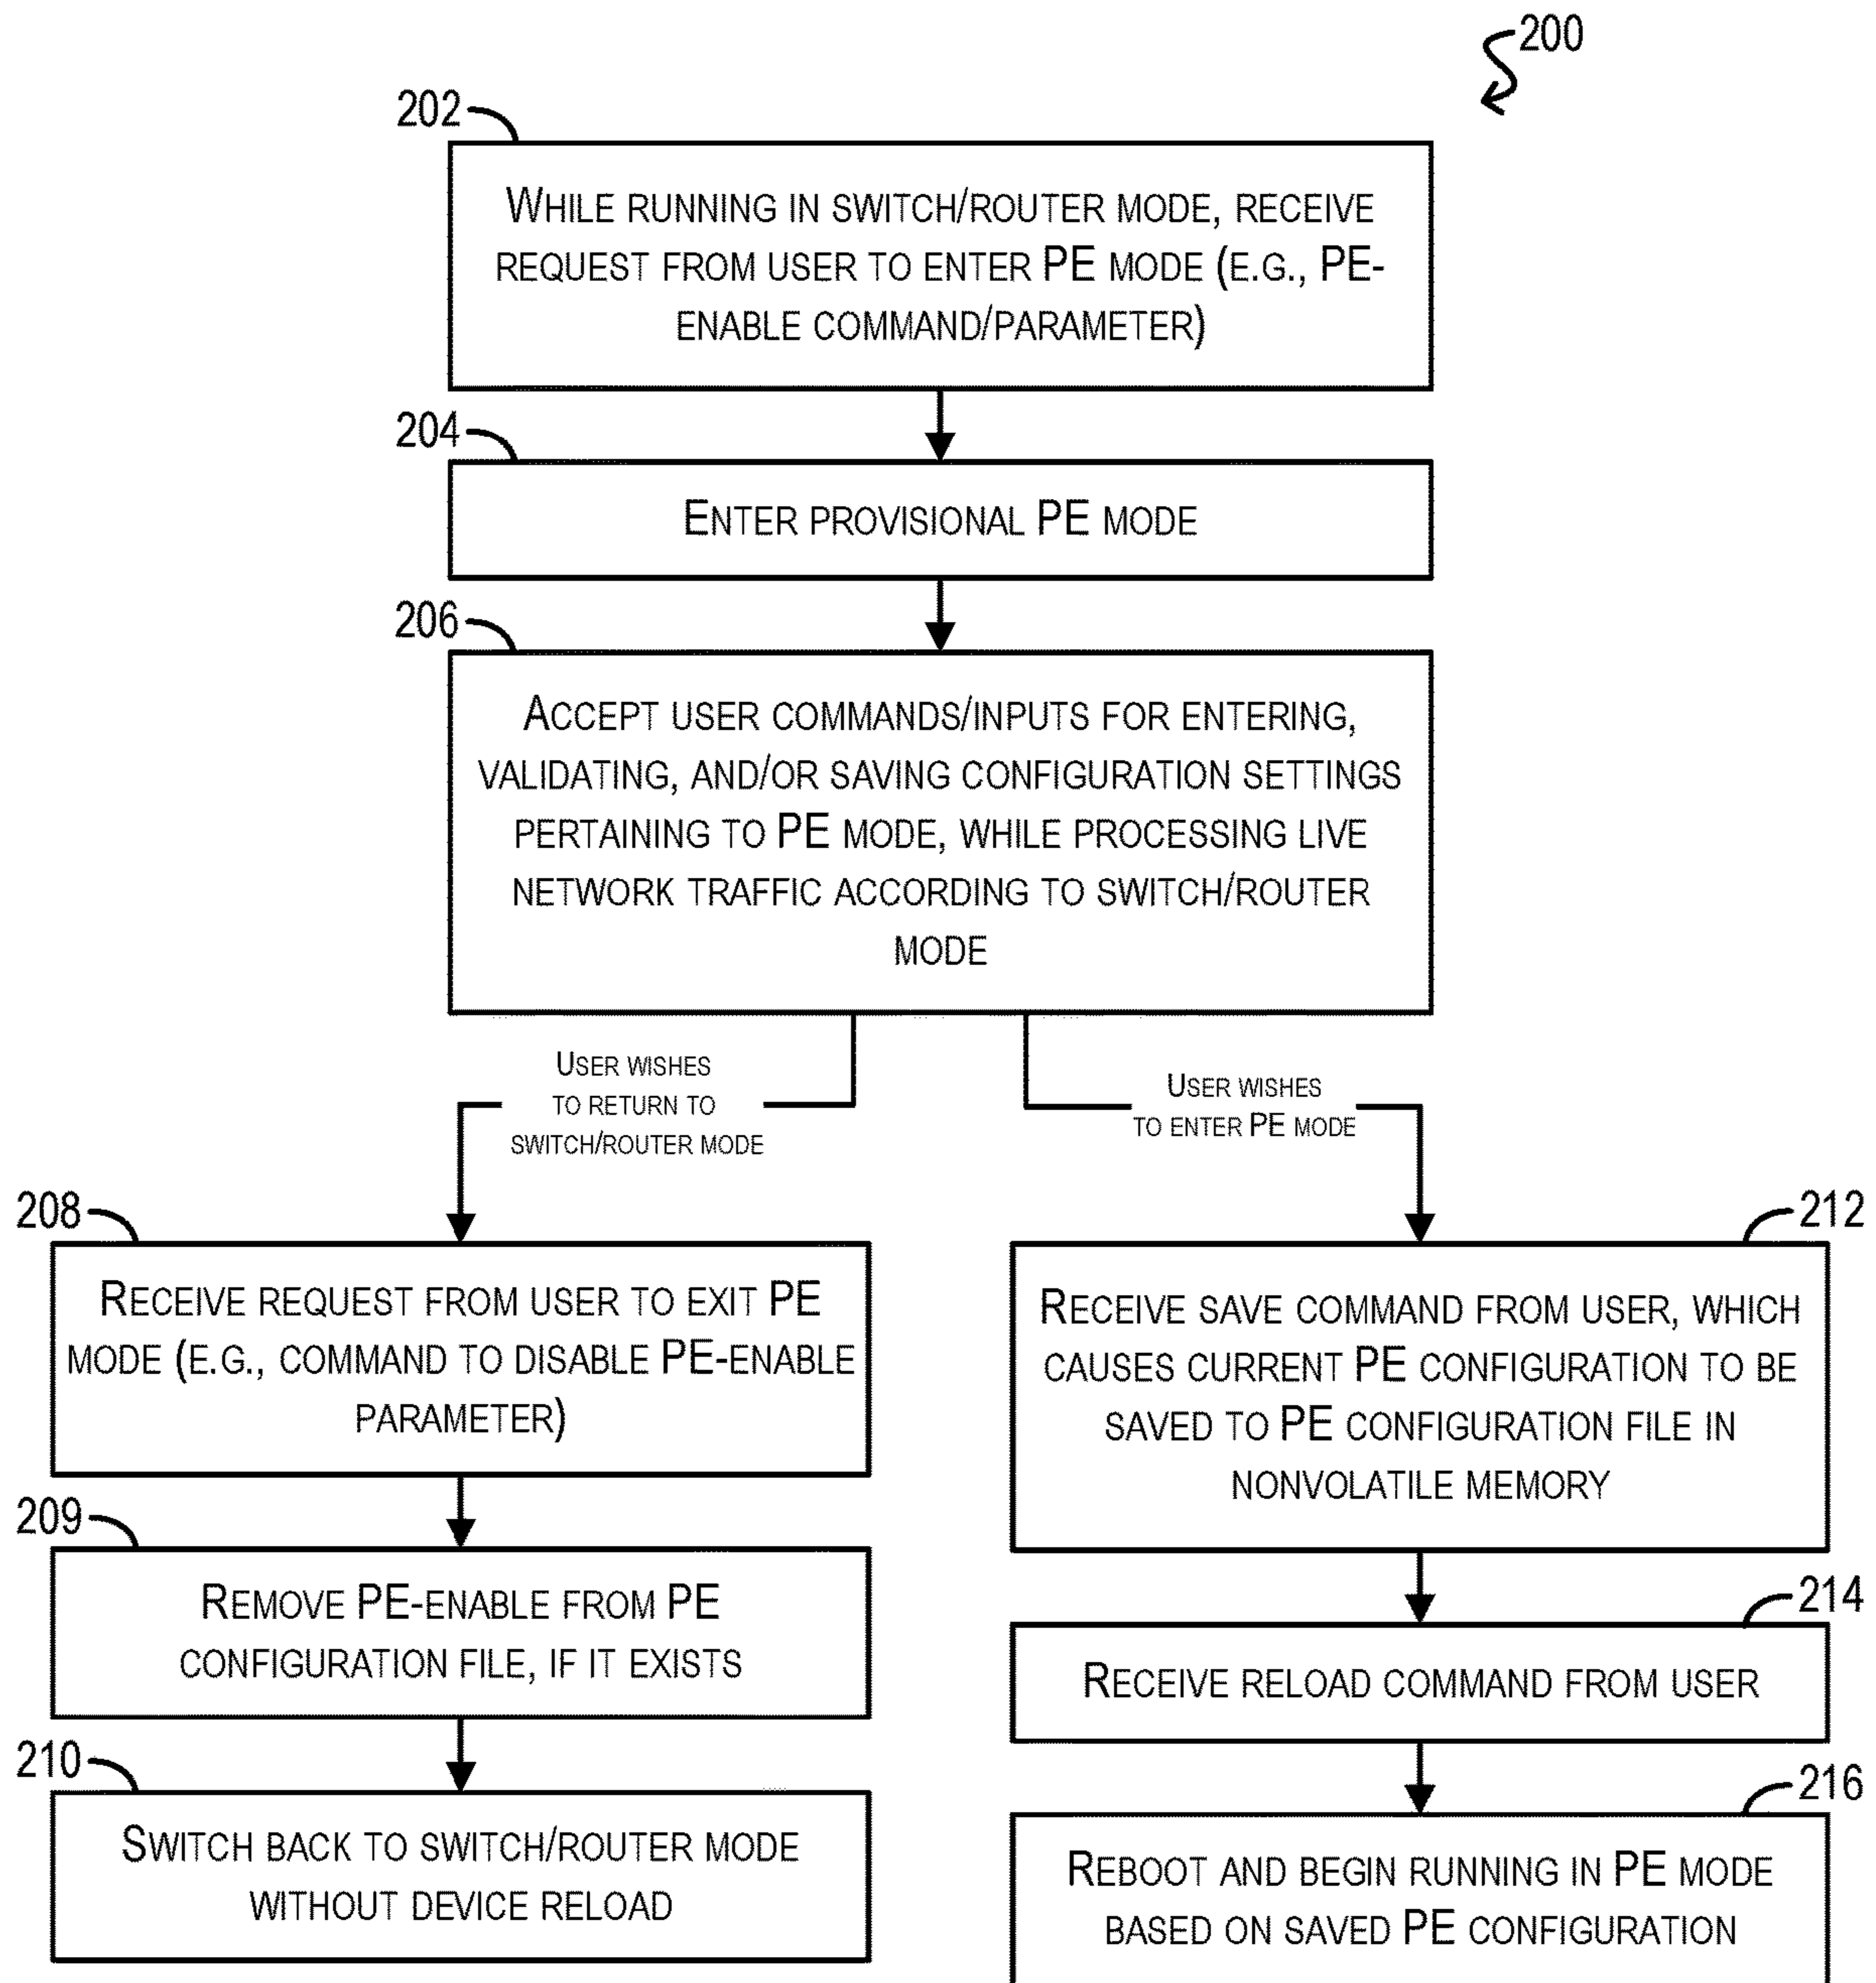 200
202
WHILE RUNNING IN SWITCH/ROUTER MODE, RECEIVE
REQUEST FROM USER TO ENTER PE MODE (E.G., PE-
ENABLE COMMAND/PARAMETER)
204
ENTER PROVISIONAL PE MODE
206
ACCEPT USER COMMANDS/INPUTS FOR ENTERING,
VALIDATING, AND/OR SAVING CONFIGURATION SETTINGS
PERTAINING TO PE MODE, WHILE PROCESSING LIVE
NETWORK TRAFFIC ACCORDING TO SWITCH/ROUTER
MODE
USER WISHES
TO RETURN TO
SWITCH/ROUTER MODE
USER WISHES
TO ENTER PE MODE
208
RECEIVE REQUEST FROM USER TO EXIT PE
MODE (E.G., COMMAND TO DISABLE PE-ENABLE
PARAMETER)
209
REMOVE PE-ENABLE FROM PE
CONFIGURATION FILE, IF IT EXISTS
210
SWITCH BACK TO SWITCH/ROUTER MODE
WITHOUT DEVICE RELOAD
212
RECEIVE SAVE COMMAND FROM USER, WHICH
CAUSES CURRENT PE CONFIGURATION TO BE
SAVED TO PE CONFIGURATION FILE IN
NONVOLATILE MEMORY
214
RECEIVE RELOAD COMMAND FROM USER
216
REBOOT AND BEGIN RUNNING IN PE MODE
BASED ON SAVED PE CONFIGURATION